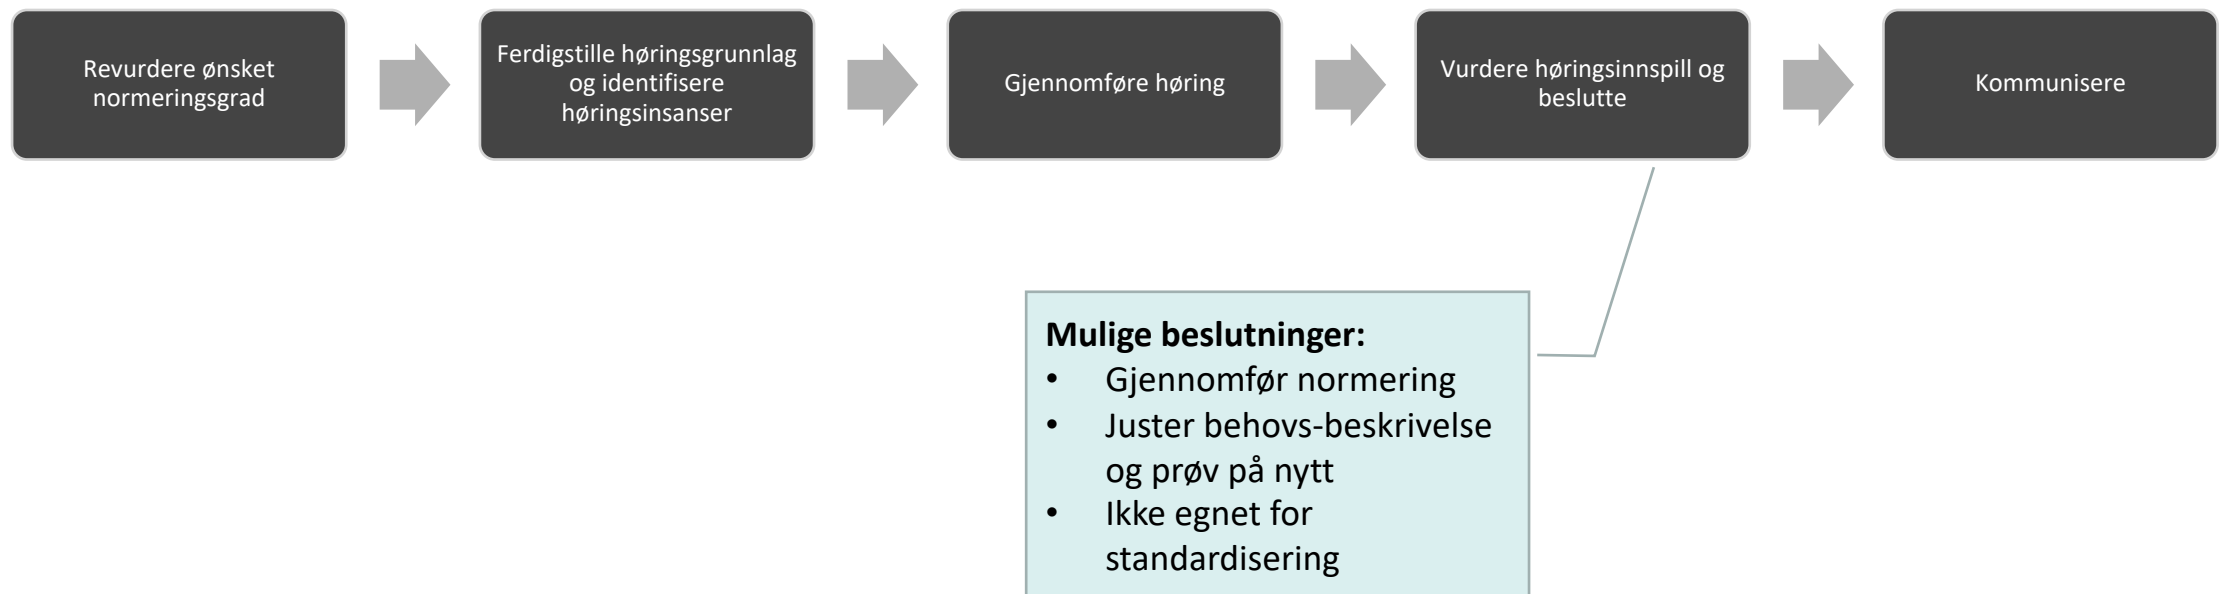 Revurdere ønsket
normeringsgrad
Ferdigstille høringsgrunnlag
og identifisere
høringsinsanser
Gjennomføre høring
Vurdere høringsinnspill og
beslutte
Kommunisere
Mulige beslutninger:
• Gjennomfør normering
• Juster behovs-beskrivelse
og prøv på nytt
• Ikke egnet for
standardisering